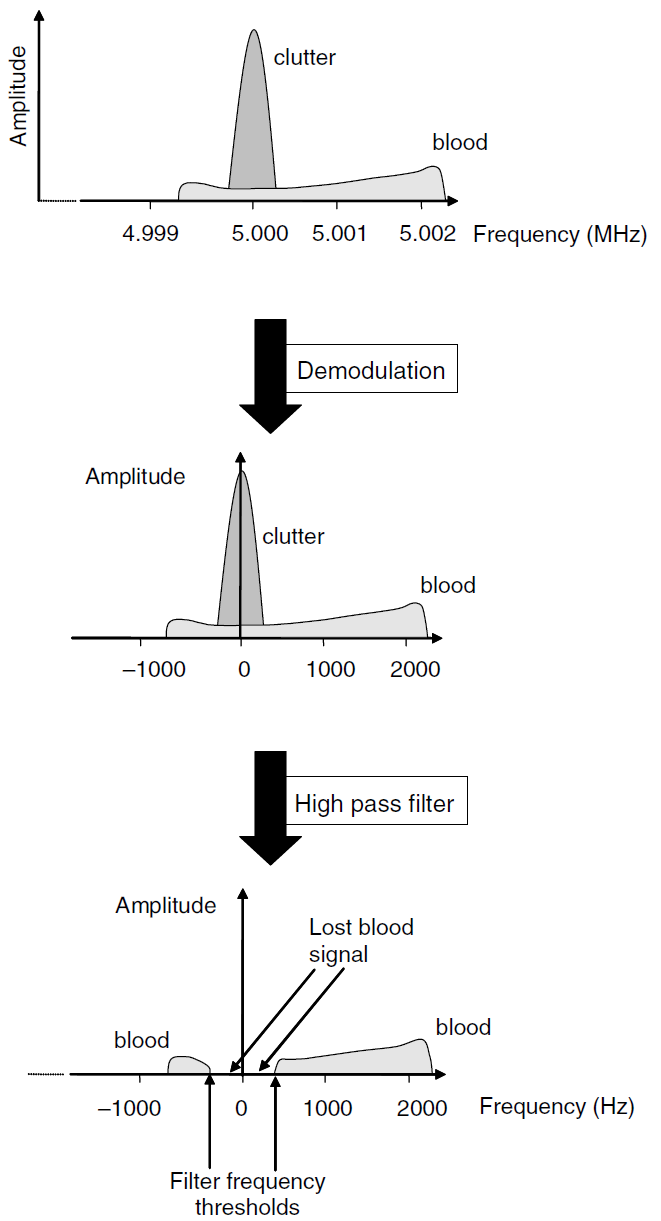 Amplitude
clutter
blood
4.999 5.000 5.001 5.002 Frequency (MHz)
Demodulation
Amplitude
clutter
blood
–1000 0 1000 2000
High pass filter
Amplitude
Lost blood
signal
blood
blood
–1000 0 1000 2000 Frequency (Hz)
Filter frequency
thresholds